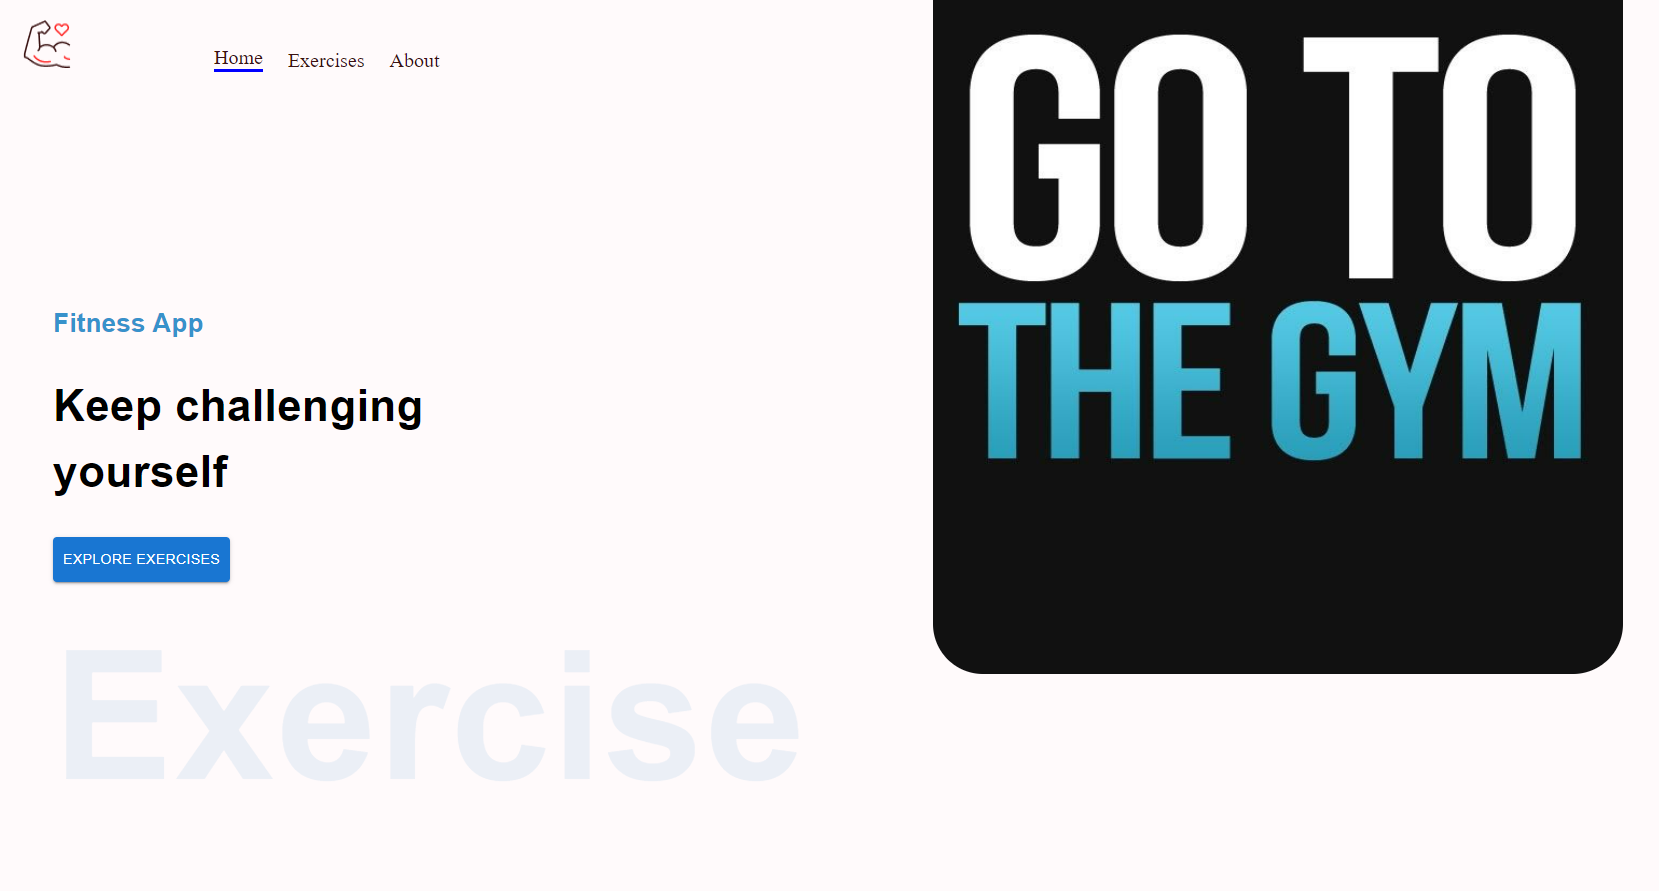 Home
Exercises
About
Fitness App
Keep challenging
yourself
EXPLORE EXERCISES
Exercise
GO TO
THE GYM